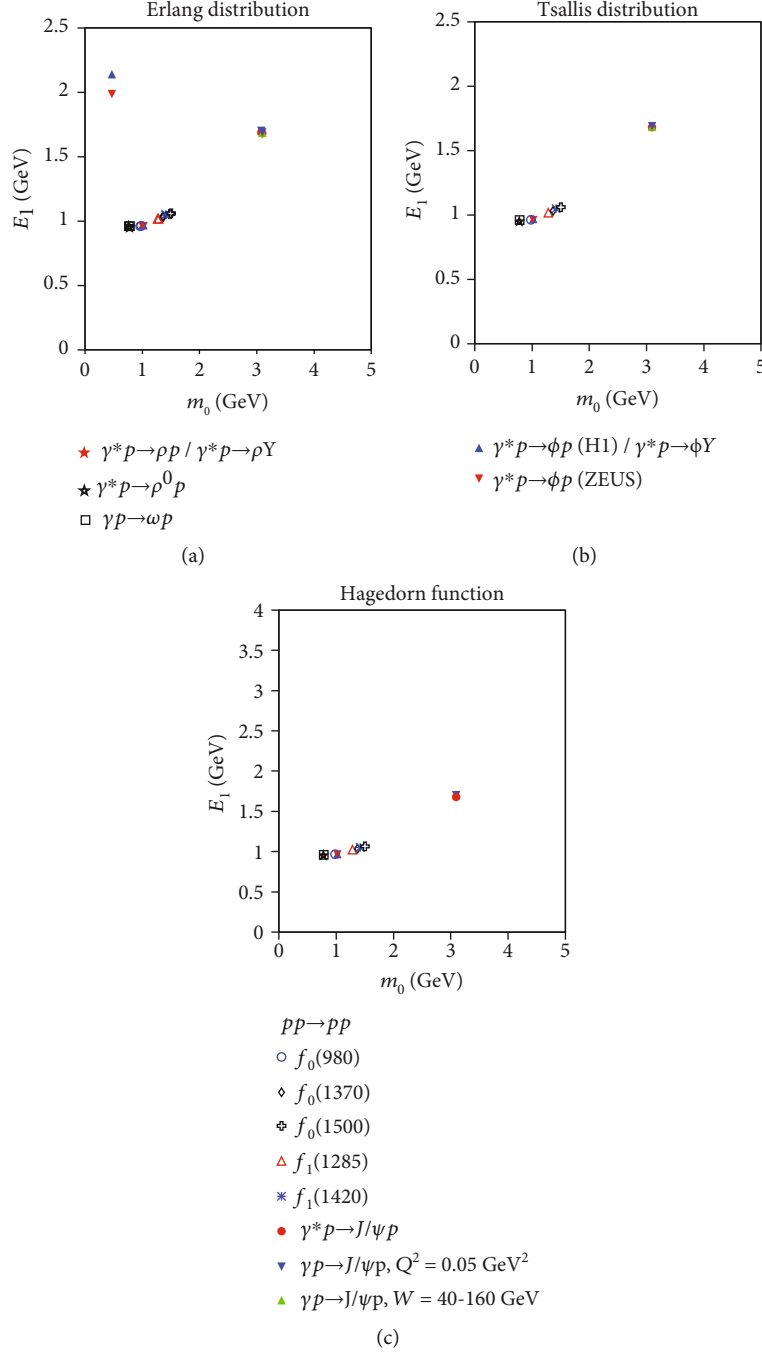 Erlang distribution
2.5
2
1.5
1
0.5
0
E₁ (GeV)
0 1 2 3 4 5
m₀ (GeV)
γ*p→ρp / γ*p→ρY
γ*p→ρ⁰p
γp→ωp
(a)
Tsallis distribution
2.5
2
1.5
1
0.5
0
E₁ (GeV)
0 1 2 3 4 5
m₀ (GeV)
γ*p→ϕp (H1) / γ*p→ϕY
γ*p→ϕp (ZEUS)
(b)
Hagedorn function
4
3.5
3
2.5
2
1.5
1
0.5
0
E₁ (GeV)
0 1 2 3 4 5
m₀ (GeV)
pp→pp
f₀(980)
f₀(1370)
f₀(1500)
f₁(1285)
f₁(1420)
γ*p→J/ψp
γp→J/ψp, Q² = 0.05 GeV²
γp→J/ψp, W = 40-160 GeV
(c)